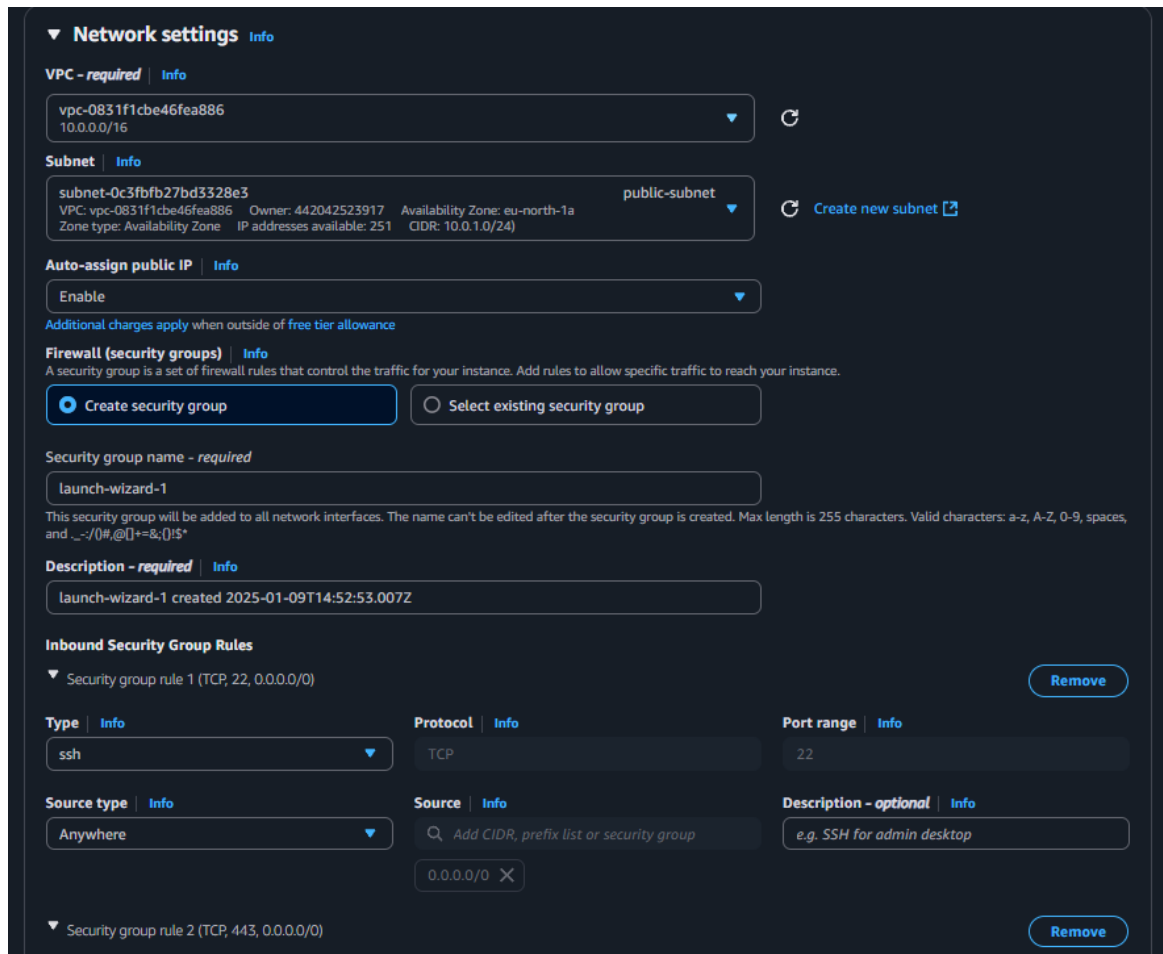 Network settings Info
VPC – required Info
vpc-0831f1cbe46fea886
10.0.0.0/16
Subnet Info
subnet-0c3fbfb27bd3328e3 public-subnet
VPC: vpc-0831f1cbe46fea886 Owner: 442042523917 Availability Zone: eu-north-1a
Zone type: Availability Zone IP addresses available: 251 CIDR: 10.0.1.0/24)
Create new subnet
Auto-assign public IP Info
Enable
Additional charges apply when outside of free tier allowance
Firewall (security groups) Info
A security group is a set of firewall rules that control the traffic for your instance. Add rules to allow specific traffic to reach your instance.
Create security group Select existing security group
Security group name - required
launch-wizard-1
This security group will be added to all network interfaces. The name can't be edited after the security group is created. Max length is 255 characters. Valid characters: a-z, A-Z, 0-9, spaces,
and ._-:/()#,@[]+=&;{}!$*
Description – required Info
launch-wizard-1 created 2025-01-09T14:52:53.007Z
Inbound Security Group Rules
Security group rule 1 (TCP, 22, 0.0.0.0/0) Remove
Type Info Protocol Info Port range Info
ssh TCP 22
Source type Info Source Info Description – optional Info
Anywhere Add CIDR, prefix list or security group e.g. SSH for admin desktop
0.0.0.0/0
Security group rule 2 (TCP, 443, 0.0.0.0/0) Remove